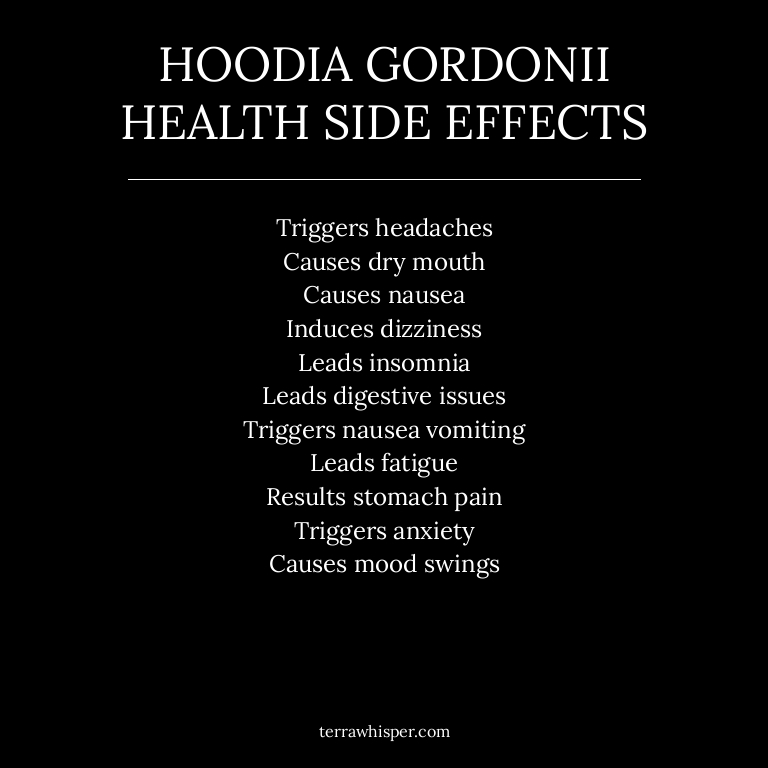 HOODIA GORDONII
HEALTH SIDE EFFECTS
Triggers headaches
Causes dry mouth
Causes nausea
Induces dizziness
Leads insomnia
Leads digestive issues
Triggers nausea vomiting
Leads fatigue
Results stomach pain
Triggers anxiety
Causes mood swings
terrawhisper.com